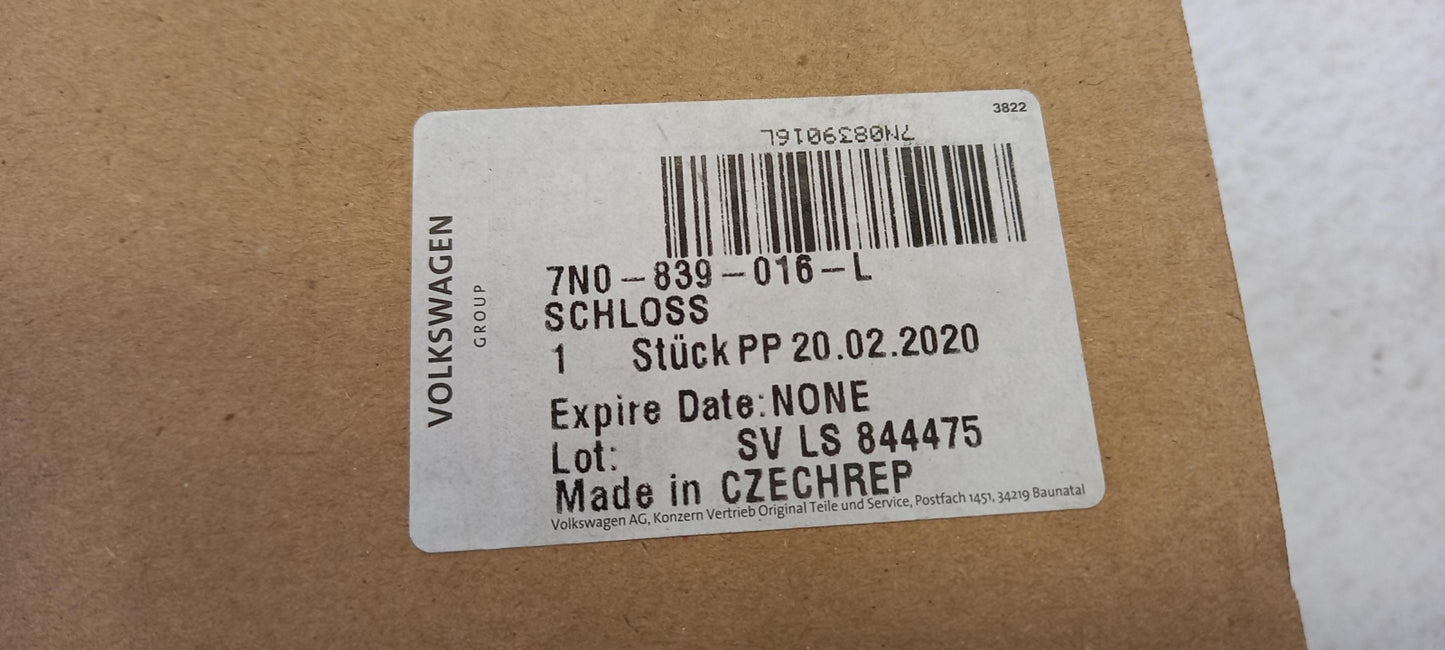 3822
7N0839016L
VOLKSWAGEN
GROUP
7N0-839-016-L
SCHLOSS
1 Stück PP 20.02.2020
Expire Date:NONE
Lot: SV LS 844475
Made in CZECHREP
Volkswagen AG, Konzern Vertrieb Original Teile und Service, Postfach 1451, 34219 Baunatal